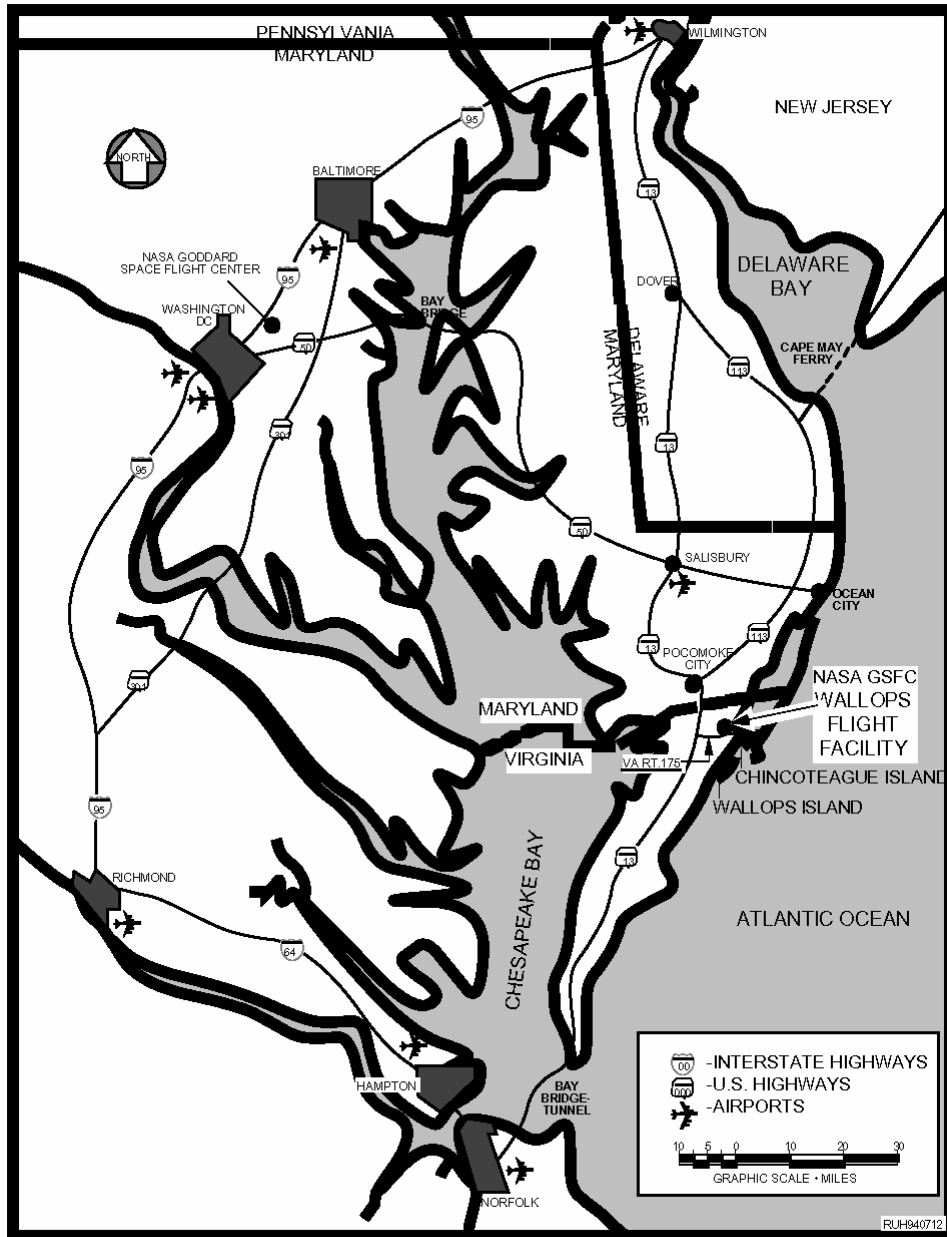 PENNSYLVANIA
MARYLAND
WILMINGTON
NEW JERSEY
95
NORTH
BALTIMORE
13
NASA GODDARD
SPACE FLIGHT CENTER
95
DELAWARE
BAY
DOVER
WASHINGTON
DC
BAY
BRIDGE
50
CAPE MAY
FERRY
DELAWARE
MARYLAND
113
301
13
95
50
SALISBURY
OCEAN
CITY
13
113
POCOMOKE
CITY
301
NASA GSFC
WALLOPS
FLIGHT
FACILITY
MARYLAND
VIRGINIA
VA RT.175
CHINCOTEAGUE ISLAND
WALLOPS ISLAND
95
13
RICHMOND
CHESAPEAKE BAY
ATLANTIC OCEAN
64
HAMPTON
BAY
BRIDGE-
TUNNEL
NORFOLK
00 -INTERSTATE HIGHWAYS
000 -U.S. HIGHWAYS
-AIRPORTS
10 5 0 10 20 30
GRAPHIC SCALE • MILES
RUH940712